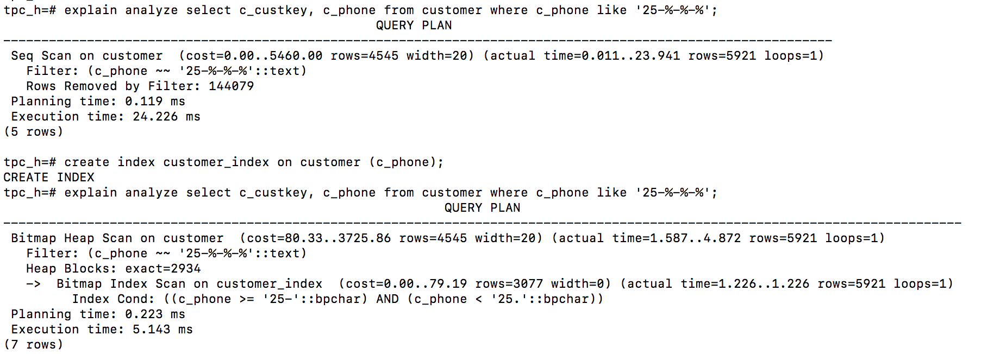 tpc_h=# explain analyze select c_custkey, c_phone from customer where c_phone like '25-%-%-%';
QUERY PLAN
-------------------------------------------------------------------------------------------------------------
Seq Scan on customer  (cost=0.00..5460.00 rows=4545 width=20) (actual time=0.011..23.941 rows=5921 loops=1)
Filter: (c_phone ~~ '25-%-%-%'::text)
Rows Removed by Filter: 144079
Planning time: 0.119 ms
Execution time: 24.226 ms
(5 rows)
tpc_h=# create index customer_index on customer (c_phone);
CREATE INDEX
tpc_h=# explain analyze select c_custkey, c_phone from customer where c_phone like '25-%-%-%';
QUERY PLAN
------------------------------------------------------------------------------------------------------------------------------
Bitmap Heap Scan on customer  (cost=80.33..3725.86 rows=4545 width=20) (actual time=1.587..4.872 rows=5921 loops=1)
Filter: (c_phone ~~ '25-%-%-%'::text)
Heap Blocks: exact=2934
->  Bitmap Index Scan on customer_index  (cost=0.00..79.19 rows=3077 width=0) (actual time=1.226..1.226 rows=5921 loops=1)
Index Cond: ((c_phone >= '25-'::bpchar) AND (c_phone < '25.'::bpchar))
Planning time: 0.223 ms
Execution time: 5.143 ms
(7 rows)